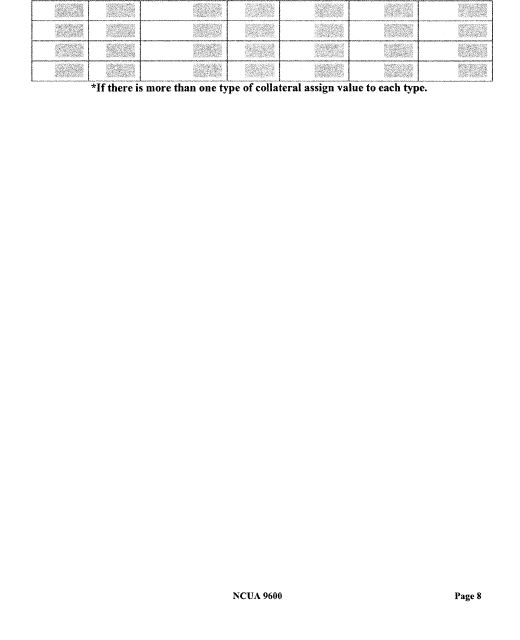 *If there is more than one type of collateral assign value to each type.
NCUA 9600 Page 8